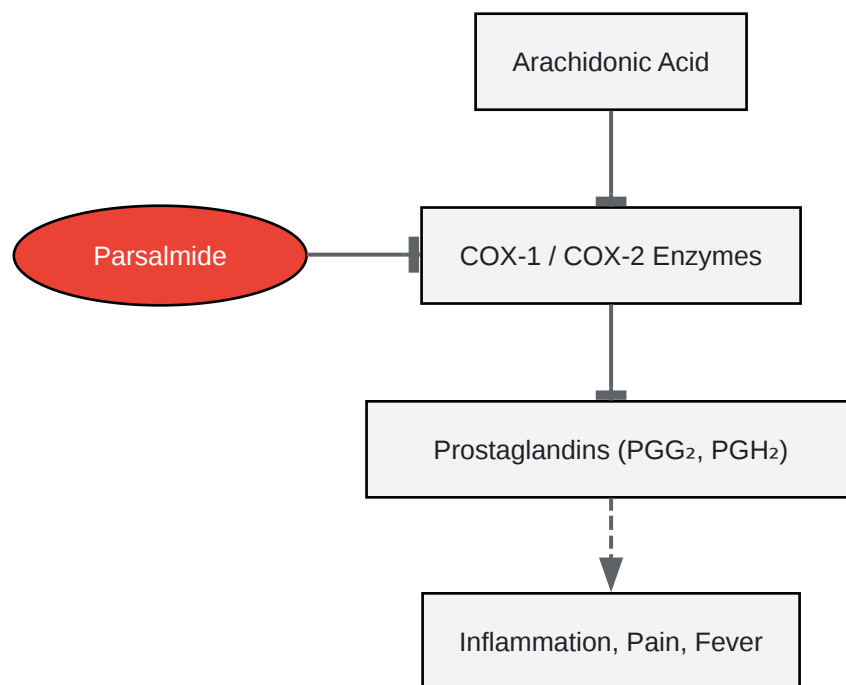 Arachidonic Acid
Parsalmide
COX-1 / COX-2 Enzymes
Prostaglandins (PGG₂, PGH₂)
Inflammation, Pain, Fever